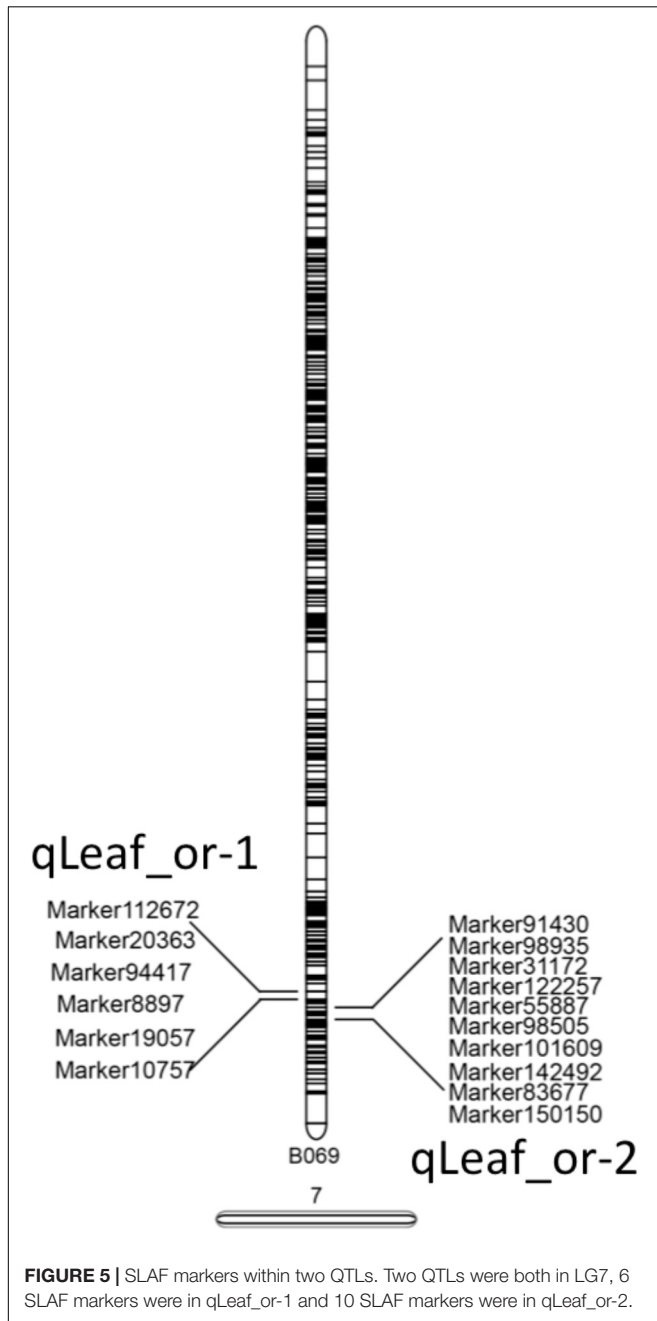 qLeaf_or-1
Marker112672
Marker20363
Marker94417
Marker8897
Marker19057
Marker10757
Marker91430
Marker98935
Marker31172
Marker122257
Marker55887
Marker98505
Marker101609
Marker142492
Marker83677
Marker150150
qLeaf_or-2
B069
7
FIGURE 5 | SLAF markers within two QTLs. Two QTLs were both in LG7, 6
SLAF markers were in qLeaf_or-1 and 10 SLAF markers were in qLeaf_or-2.